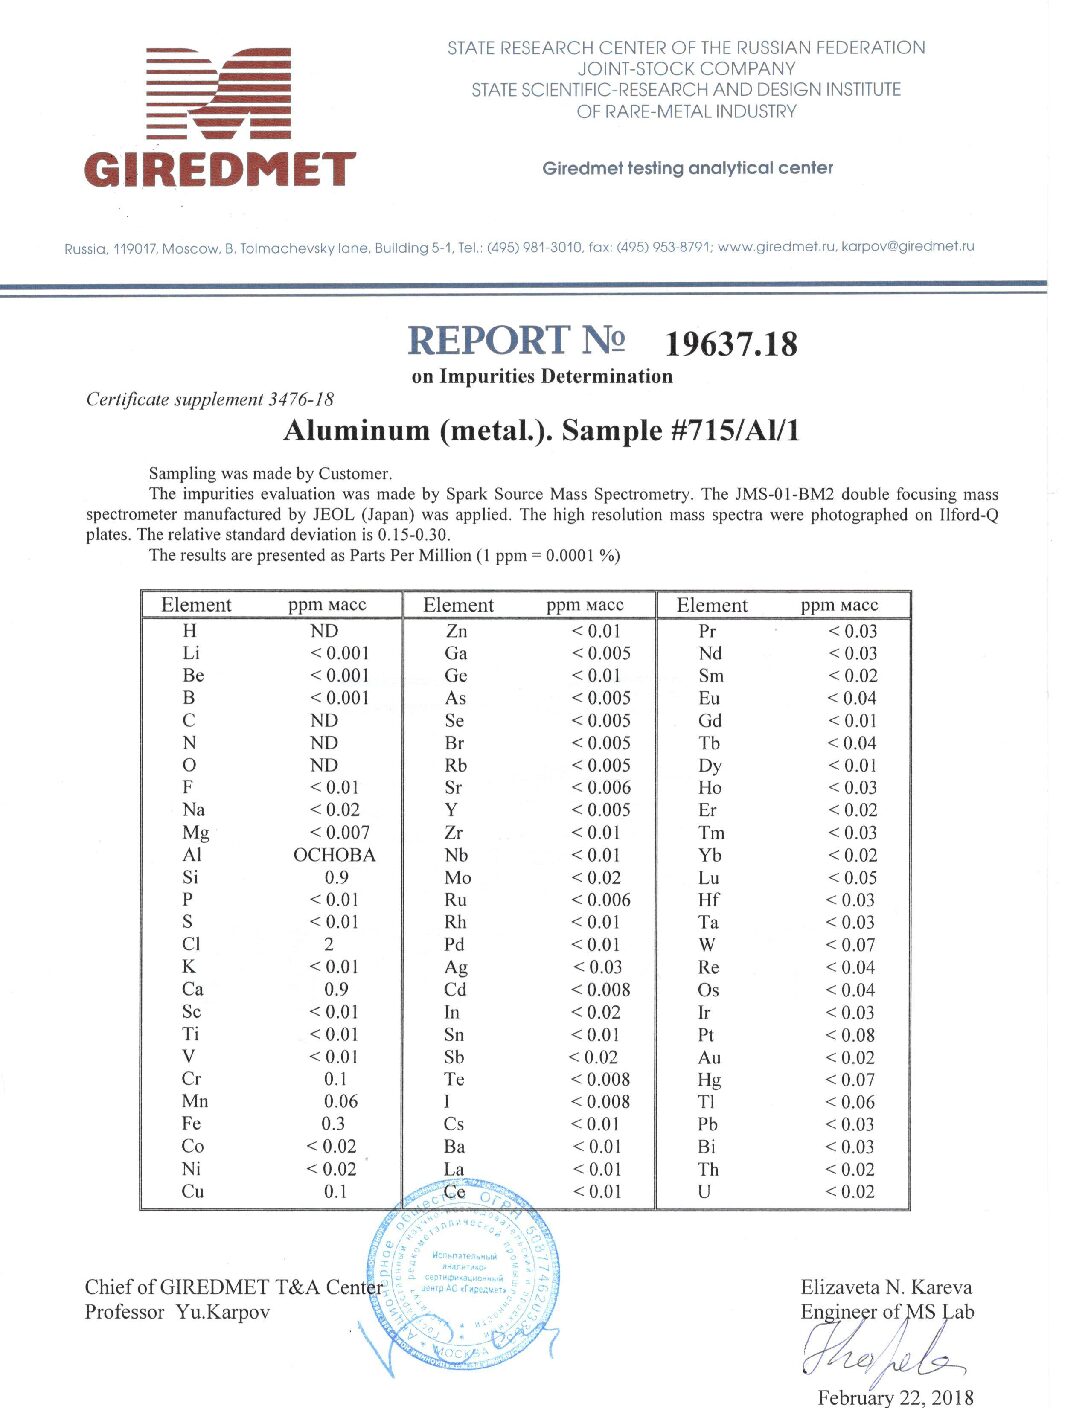 GIREDMET
STATE RESEARCH CENTER OF THE RUSSIAN FEDERATION
JOINT-STOCK COMPANY
STATE SCIENTIFIC-RESEARCH AND DESIGN INSTITUTE
OF RARE-METAL INDUSTRY
Giredmet testing analytical center
Russia, 119017, Moscow, B. Tolmachevsky lane, Building 5-1, Tel.: (495) 981-3010, fax: (495) 953-8791; www.giredmet.ru, karpov@giredmet.ru
REPORT № 19637.18
on Impurities Determination
Certificate supplement 3476-18
Aluminum (metal.). Sample #715/Al/1
Sampling was made by Customer.
The impurities evaluation was made by Spark Source Mass Spectrometry. The JMS-01-BM2 double focusing mass
spectrometer manufactured by JEOL (Japan) was applied. The high resolution mass spectra were photographed on Ilford-Q
plates. The relative standard deviation is 0.15-0.30.
The results are presented as Parts Per Million (1 ppm = 0.0001 %)
Element ppm масс Element ppm масс Element ppm масс
H ND Zn < 0.01 Pr < 0.03
Li < 0.001 Ga < 0.005 Nd < 0.03
Be < 0.001 Ge < 0.01 Sm < 0.02
B < 0.001 As < 0.005 Eu < 0.04
C ND Se < 0.005 Gd < 0.01
N ND Br < 0.005 Tb < 0.04
O ND Rb < 0.005 Dy < 0.01
F < 0.01 Sr < 0.006 Ho < 0.03
Na < 0.02 Y < 0.005 Er < 0.02
Mg < 0.007 Zr < 0.01 Tm < 0.03
Al ОСНОВА Nb < 0.01 Yb < 0.02
Si 0.9 Mo < 0.02 Lu < 0.05
P < 0.01 Ru < 0.006 Hf < 0.03
S < 0.01 Rh < 0.01 Ta < 0.03
Cl 2 Pd < 0.01 W < 0.07
K < 0.01 Ag < 0.03 Re < 0.04
Ca 0.9 Cd < 0.008 Os < 0.04
Sc < 0.01 In < 0.02 Ir < 0.03
Ti < 0.01 Sn < 0.01 Pt < 0.08
V < 0.01 Sb < 0.02 Au < 0.02
Cr 0.1 Te < 0.008 Hg < 0.07
Mn 0.06 I < 0.008 Tl < 0.06
Fe 0.3 Cs < 0.01 Pb < 0.03
Co < 0.02 Ba < 0.01 Bi < 0.03
Ni < 0.02 La < 0.01 Th < 0.02
Cu 0.1 Ce < 0.01 U < 0.02
Акционерное общество ОГРН
Испытательный
аналитико-
сертификационный
центр АС «Гиредмет»
МОСКВА
Chief of GIREDMET T&A Center
Professor Yu.Karpov
Elizaveta N. Kareva
Engineer of MS Lab
February 22, 2018